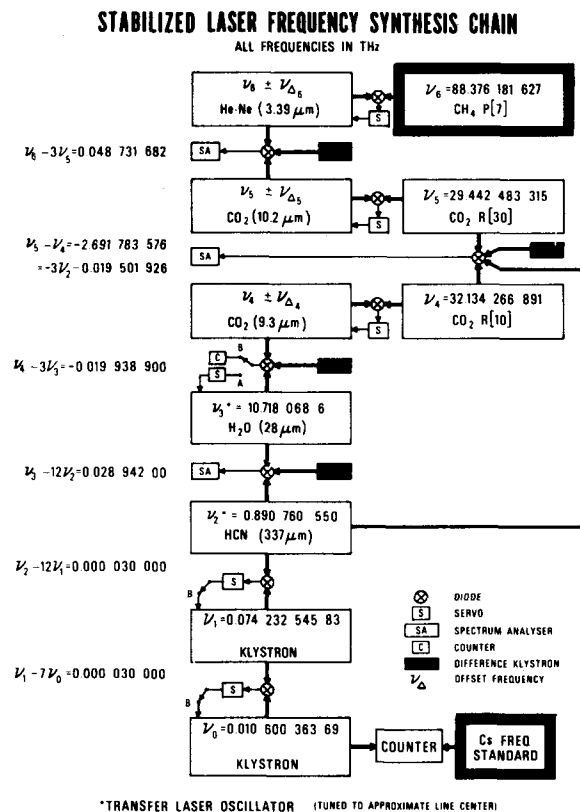 STABILIZED LASER FREQUENCY SYNTHESIS CHAIN
ALL FREQUENCIES IN THz
ν6 ± νΔ6
He-Ne (3.39 μm)
S
ν6 = 88.376 181 627
CH4 P[7]
ν6 − 3ν5 = 0.048 731 682
SA
ν5 ± νΔ5
CO2 (10.2 μm)
S
ν5 = 29 442 483 315
CO2 R[30]
ν5 − ν4 = −2.691 783 576
= −3ν2 − 0.019 501 926
SA
ν4 ± νΔ4
CO2 (9.3 μm)
S
ν4 = 32 134 266 891
CO2 R[10]
ν4 − 3ν3 = −0 019 938 900
C
B
S
A
ν3* = 10.718 068 6
H2O (28 μm)
ν3 − 12ν2 = 0.028 942 00
SA
ν2* = 0.890 760 550
HCN (337 μm)
ν2 − 12ν1 = 0.000 030 000
B
S
ν1 = 0.074 232 545 83
KLYSTRON
ν1 − 7ν0 = 0.000 030 000
B
S
ν0 = 0.010 600 363 69
KLYSTRON
COUNTER
Cs FREQ
STANDARD
DIODE
S SERVO
SA SPECTRUM ANALYSER
C COUNTER
DIFFERENCE KLYSTRON
νΔ OFFSET FREQUENCY
*TRANSFER LASER OSCILLATOR (TUNED TO APPROXIMATE LINE CENTER)